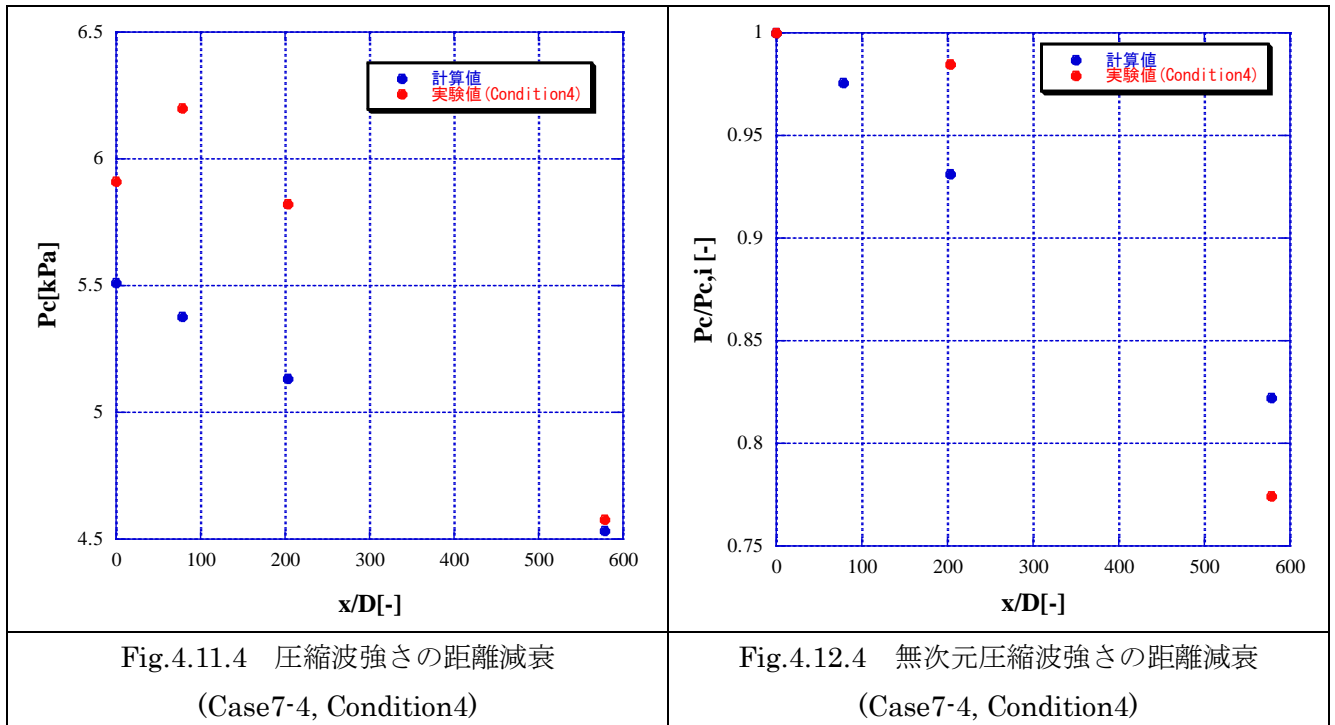 6.5
6
5.5
5
4.5
0 100 200 300 400 500 600
Pc[kPa]
x/D[-]
計算値
実験値(Condition4)
1
0.95
0.9
0.85
0.8
0.75
0 100 200 300 400 500 600
Pc/Pc,i [-]
x/D[-]
計算値
実験値(Condition4)
Fig.4.11.4 圧縮波強さの距離減衰
(Case7-4, Condition4)
Fig.4.12.4 無次元圧縮波強さの距離減衰
(Case7-4, Condition4)